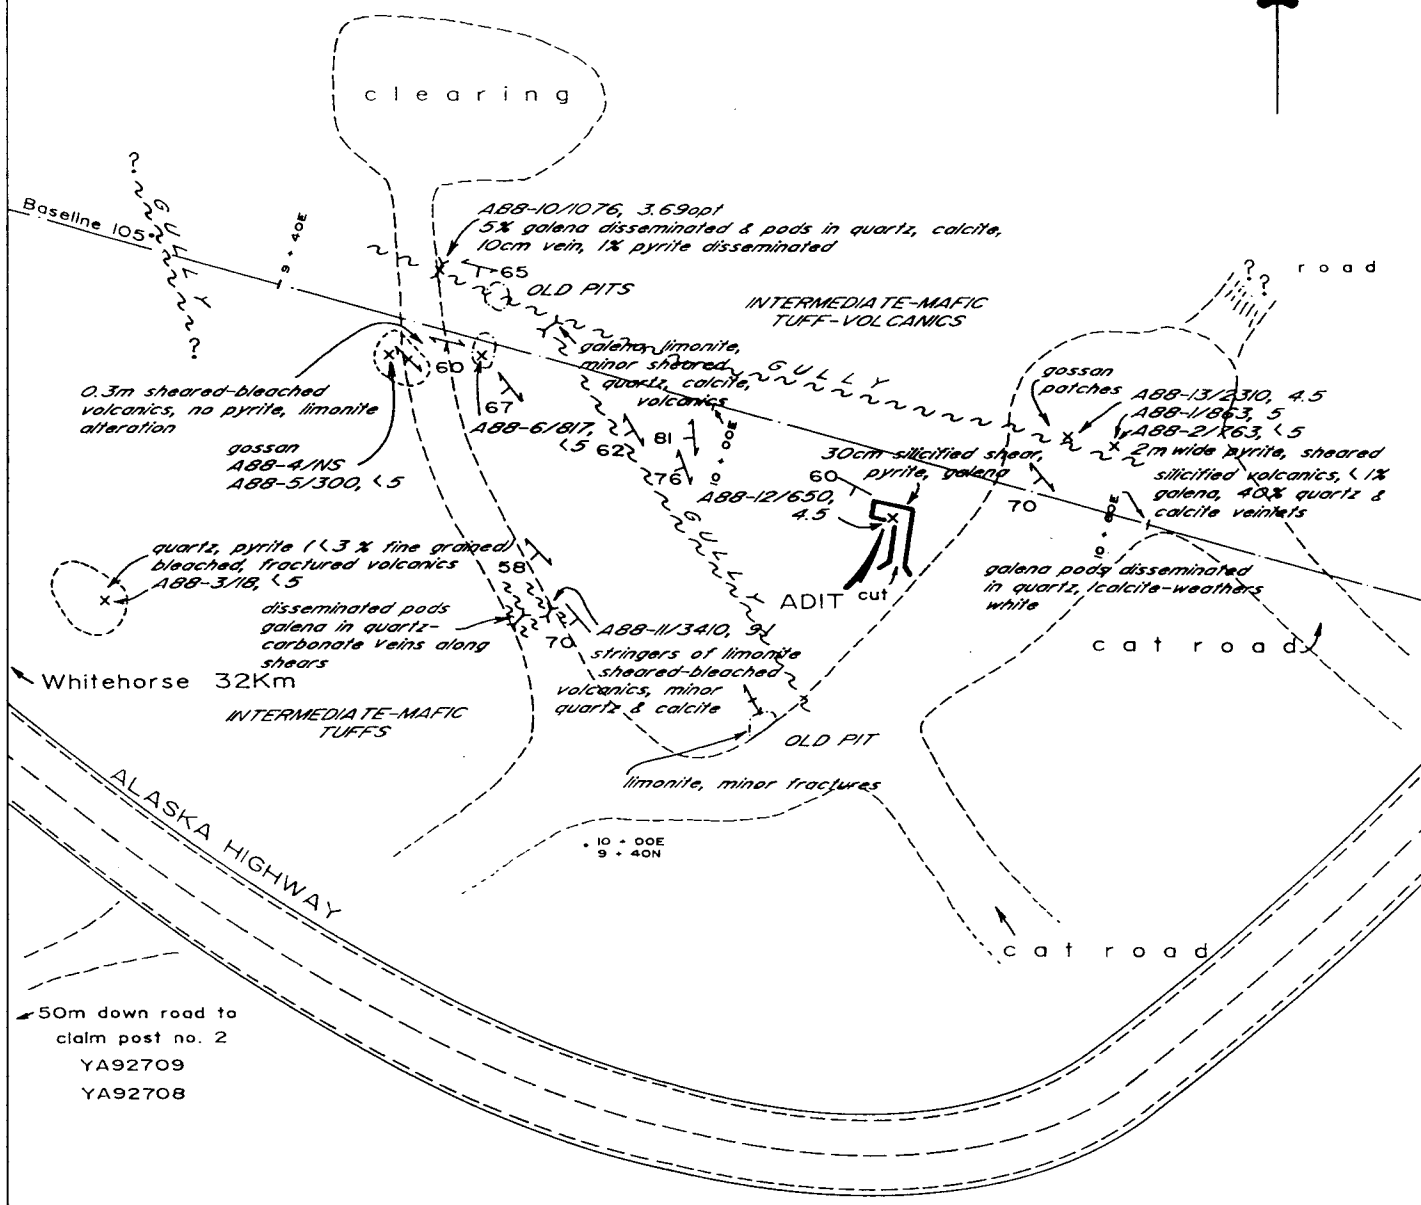 clearing
GULLY
Baseline 105°
9 + 40E
A88-10/1076, 3.69opt
5% galena disseminated & pods in quartz, calcite,
10cm vein, 1% pyrite disseminated
65
OLD PITS
INTERMEDIATE-MAFIC
TUFF-VOLCANICS
road
? ?
? ?
GULLY
galena, limonite,
minor sheared
quartz, calcite,
volcanics
0.3m sheared-bleached
volcanics, no pyrite, limonite
alteration
60
67
A88-6/817,
<5
62
81
76
10 + 00E
gossan
A88-4/NS
A88-5/300, <5
gossan
patches
A88-13/2310, 4.5
A88-1/863, 5
A88-2/763, <5
2m wide pyrite, sheared
silicified volcanics, <1%
galena, 40% quartz &
calcite veinlets
30cm silicified shear,
pyrite, galena
60
A88-12/650,
4.5
70
GULLY
quartz, pyrite (<3 % fine grained)
bleached, fractured volcanics
A88-3/18, <5
58
disseminated pods
galena in quartz-
carbonate veins along
shears
70
A88-11/3410, 91
stringers of limonite
sheared-bleached
volcanics, minor
quartz & calcite
ADIT
cut
galena pods disseminated
in quartz, calcite-weathers
white
cat road
Whitehorse 32Km
INTERMEDIATE-MAFIC
TUFFS
OLD PIT
limonite, minor fractures
ALASKA HIGHWAY
10 + 00E
9 + 40N
cat road
50m down road to
claim post no. 2
YA92709
YA92708